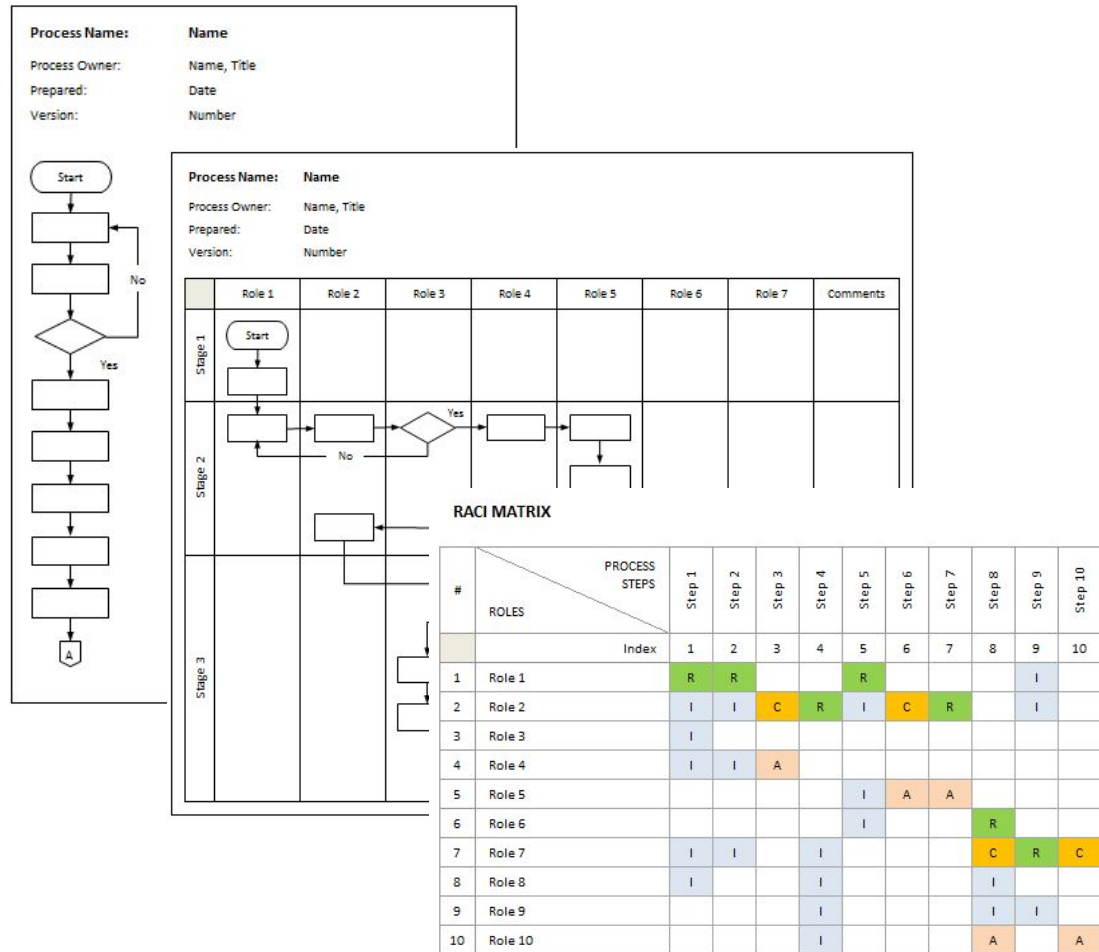 Process Name: Name
Process Owner: Name, Title
Prepared: Date
Version: Number
Start
No
Yes
A
Process Name: Name
Process Owner: Name, Title
Prepared: Date
Version: Number
Role 1 Role 2 Role 3 Role 4 Role 5 Role 6 Role 7 Comments
Stage 1
Start
Stage 2
Yes
No
Stage 3
RACI MATRIX
# PROCESS STEPS ROLES Step 1 Step 2 Step 3 Step 4 Step 5 Step 6 Step 7 Step 8 Step 9 Step 10
Index 1 2 3 4 5 6 7 8 9 10
1 Role 1 R R R I
2 Role 2 I I C R I C R I
3 Role 3 I
4 Role 4 I I A
5 Role 5 I A A
6 Role 6 I R
7 Role 7 I I I C R C
8 Role 8 I I I
9 Role 9 I I I
10 Role 10 I A A